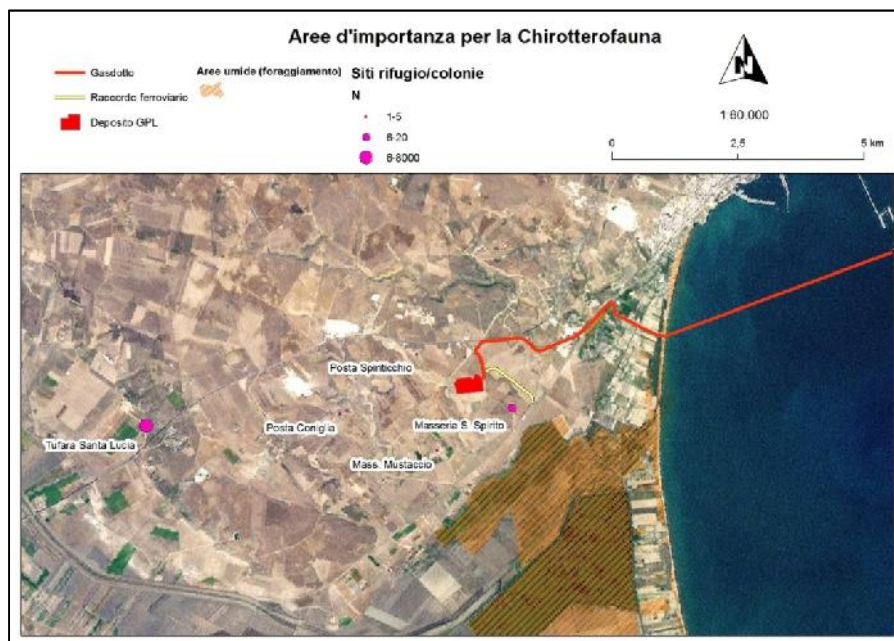 Aree d'importanza per la Chirotterofauna
Gasdotto
Raccordo ferroviario
Deposito GPL
Aree umide (foraggiamento)
Siti rifugio/colonie
N
1-5
6-20
6-8000
N
1:60.000
0 2,5 5 km
Posta Spinticchio
Posta Coniglia
Masseria S. Spirito
Tufara Santa Lucia
Mass. Mustaccio